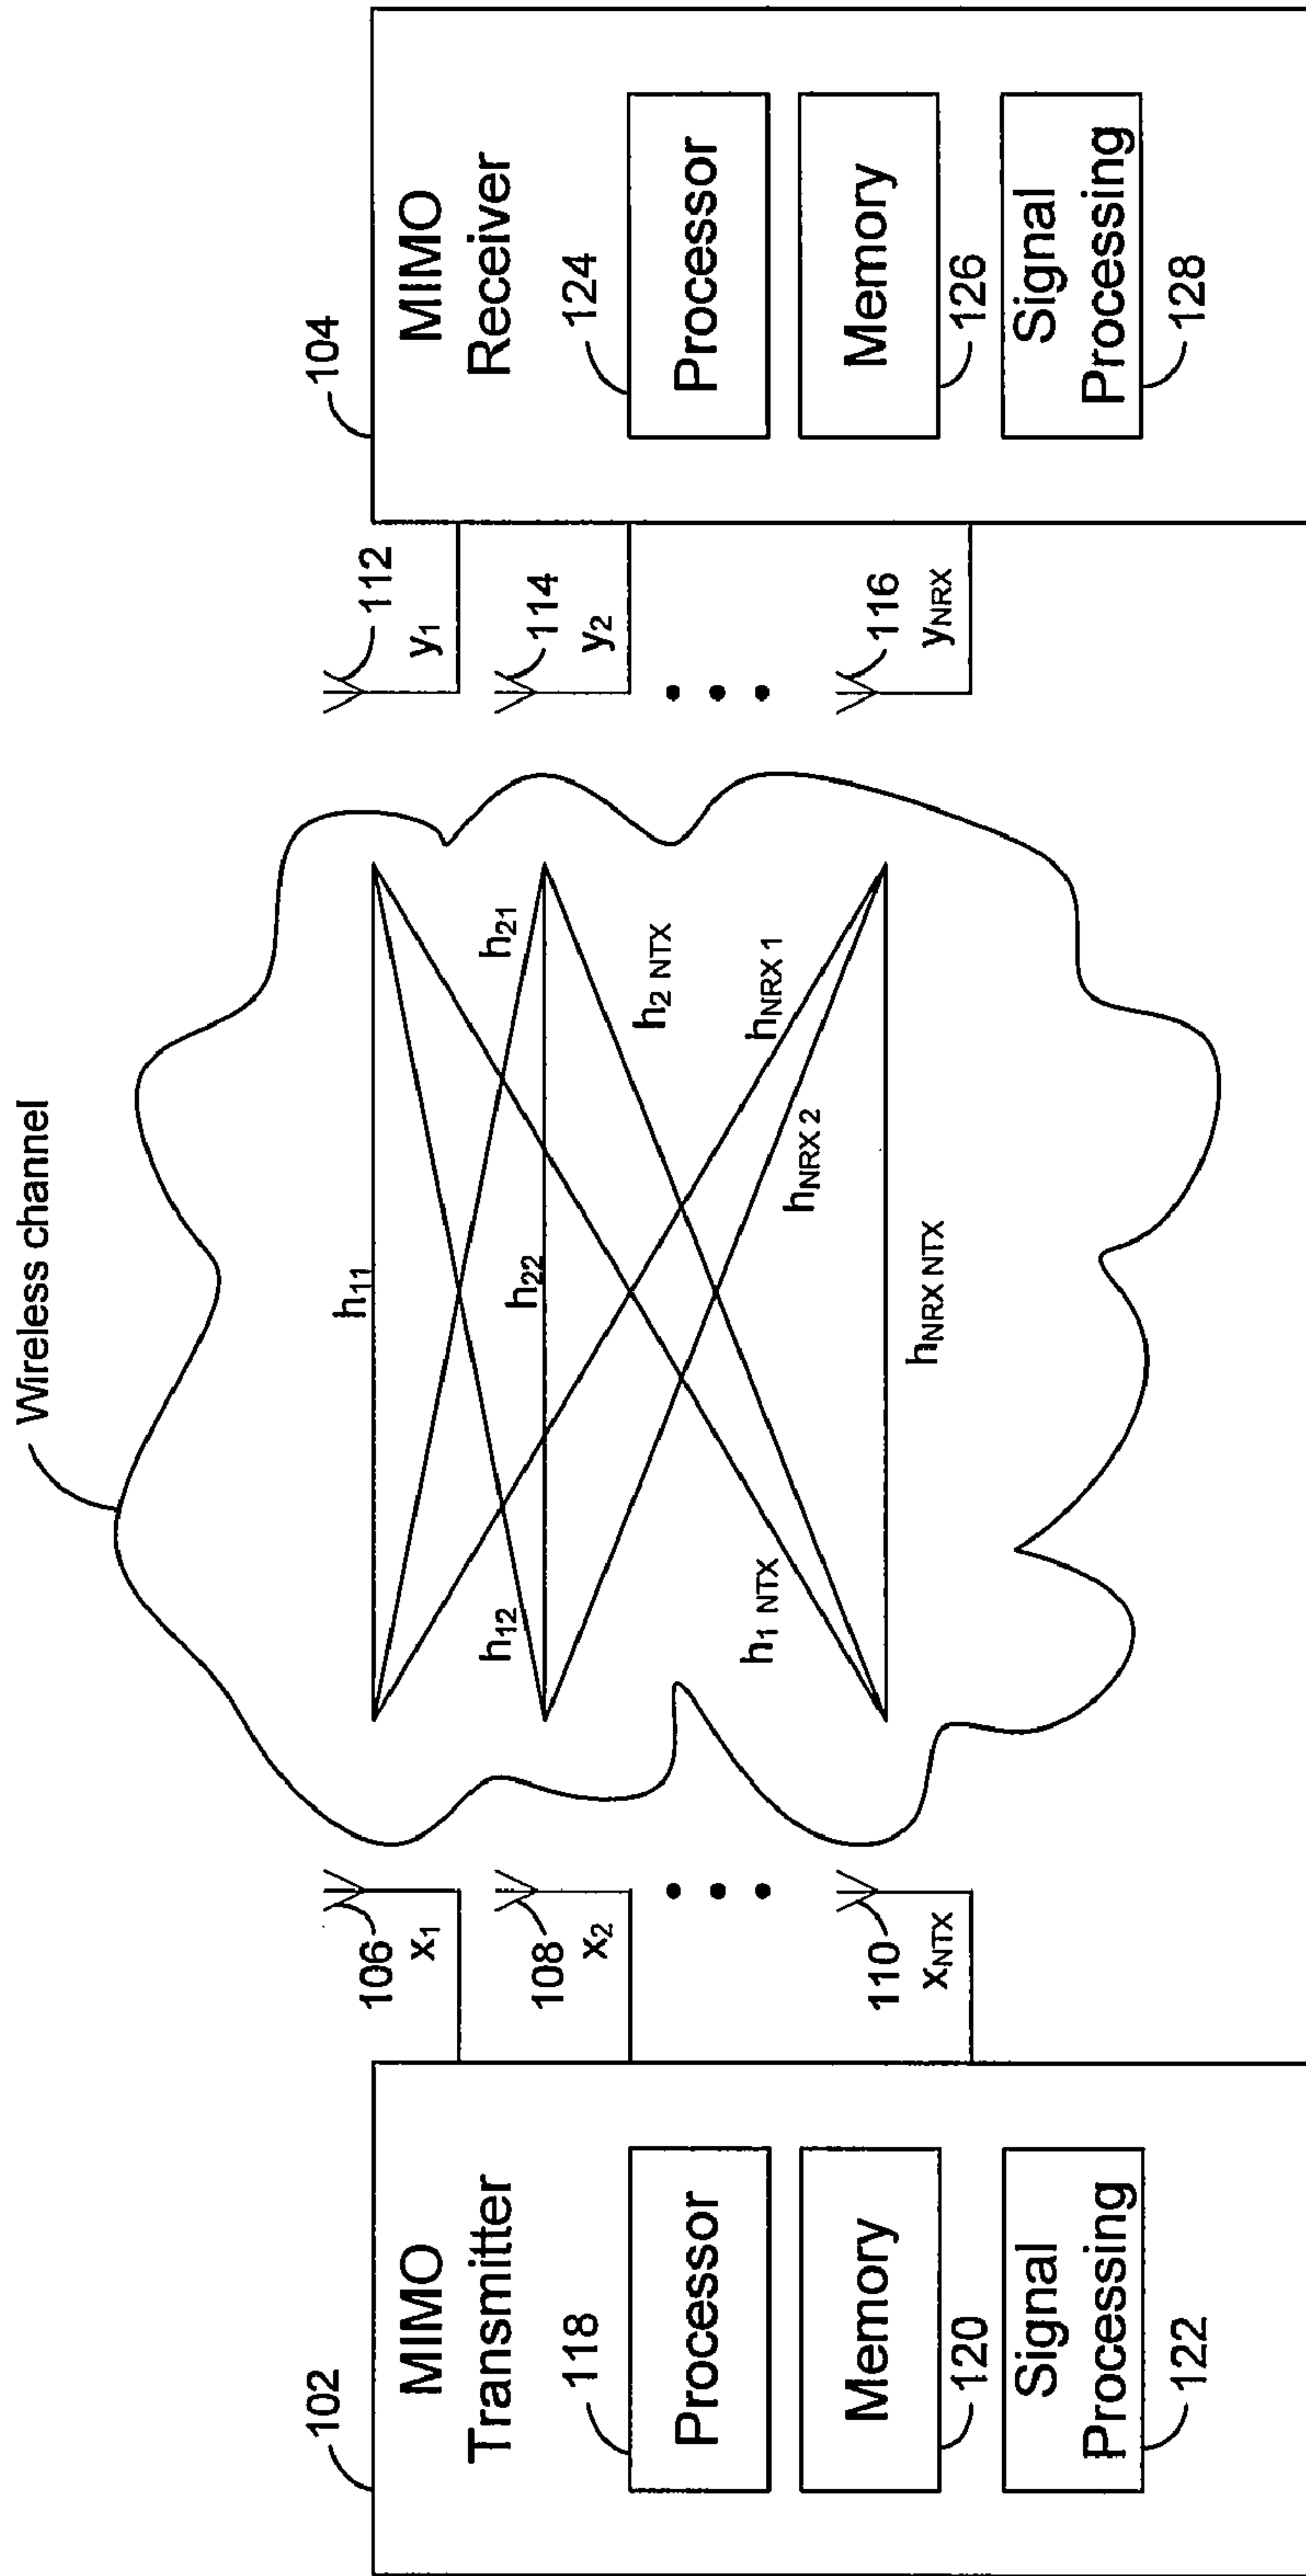 Wireless channel
102
MIMO
Transmitter
118
Processor
Memory
120
Signal
Processing
122
106
x₁
108
x₂
110
xNTX
h₁₁
h₁₂
h₂₁
h₂₂
h₂ NTX
h₁ NTX
hNRX 1
hNRX 2
hNRX NTX
112
y₁
114
y₂
116
yNRX
104
MIMO
Receiver
124
Processor
Memory
126
Signal
Processing
128